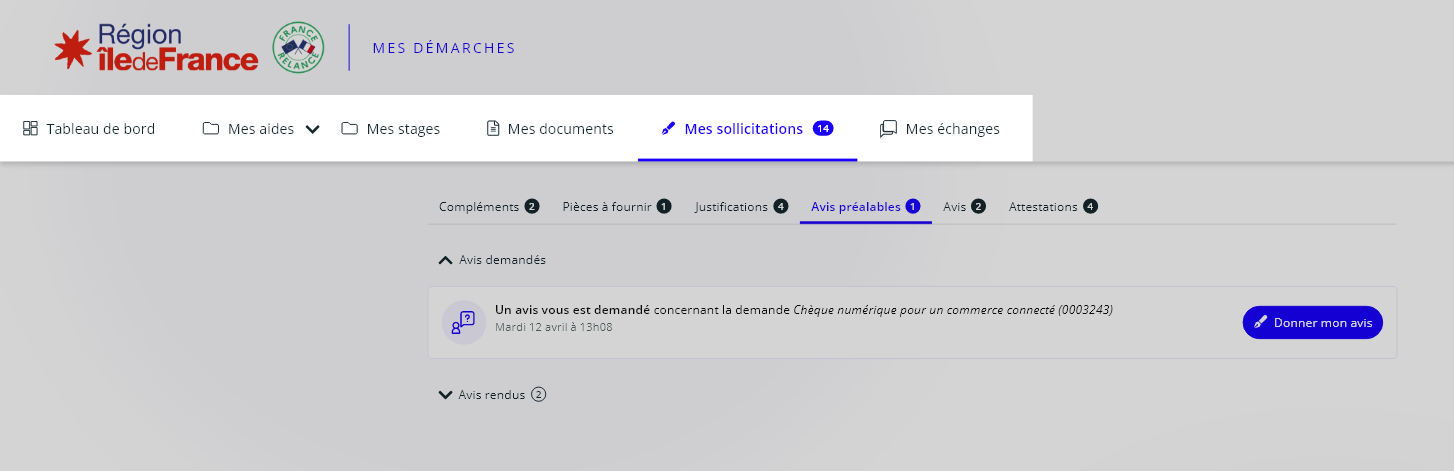 Région
îledeFrance
FRANCE
RELANCE
MES DÉMARCHES
Tableau de bord
Mes aides
Mes stages
Mes documents
Mes sollicitations 14
Mes échanges
Compléments 2
Pièces à fournir 1
Justifications 4
Avis préalables 1
Avis 2
Attestations 4
Avis demandés
Un avis vous est demandé concernant la demande Chèque numérique pour un commerce connecté (0003243)
Mardi 12 avril à 13h08
Donner mon avis
Avis rendus 2